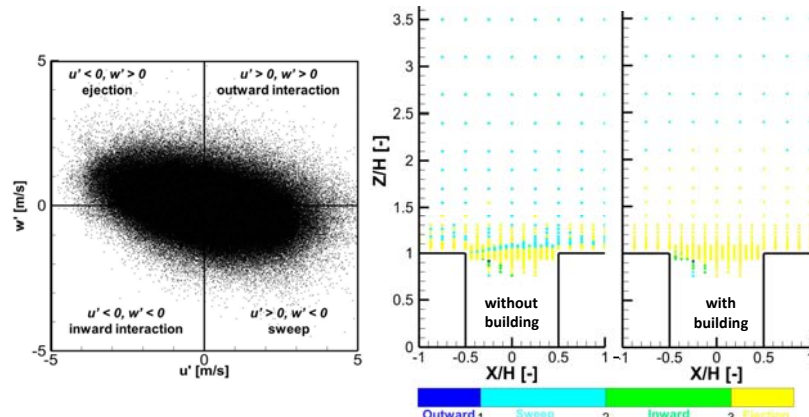 5
u' < 0, w' > 0
ejection
u' > 0, w' > 0
outward interaction
w' [m/s]
0
u' < 0, w' < 0
inward interaction
u' > 0, w' < 0
sweep
-5
-5
0
5
u' [m/s]
3.5
3
2.5
2
1.5
1
0.5
0
Z/H [-]
without
building
-1
-0.5
0
0.5
1
X/H [-]
with
building
-1
-0.5
0
0.5
1
X/H [-]
Outward
1
Sweep
2
Inward
3
Ejection